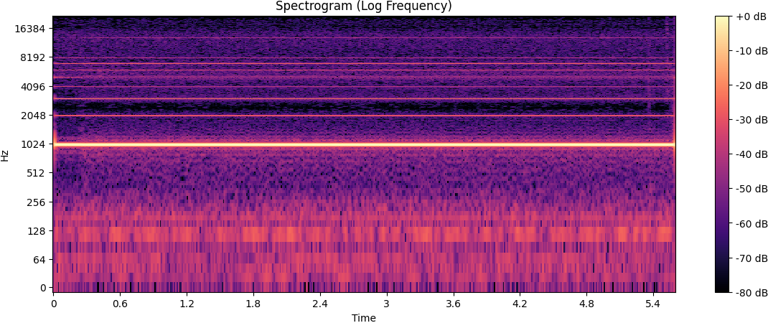 Spectrogram (Log Frequency)
16384
8192
4096
2048
1024
512
256
128
64
0
Hz
0 0.6 1.2 1.8 2.4 3 3.6 4.2 4.8 5.4
Time
+0 dB
-10 dB
-20 dB
-30 dB
-40 dB
-50 dB
-60 dB
-70 dB
-80 dB